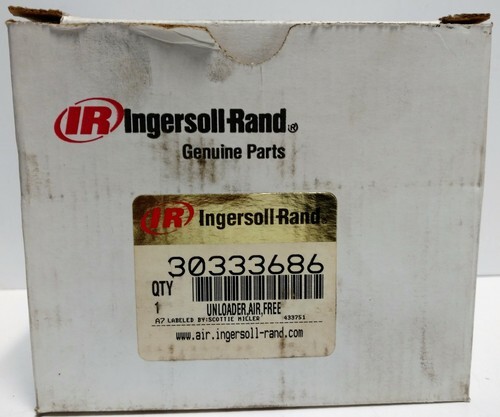 IR Ingersoll-Rand®
Genuine Parts
IR Ingersoll-Rand
30333686
QTY
1 UNLOADER,AIR,FREE
A7 LABELED BY:SCOTTIE MICLER 433751
www.air.ingersoll-rand.com